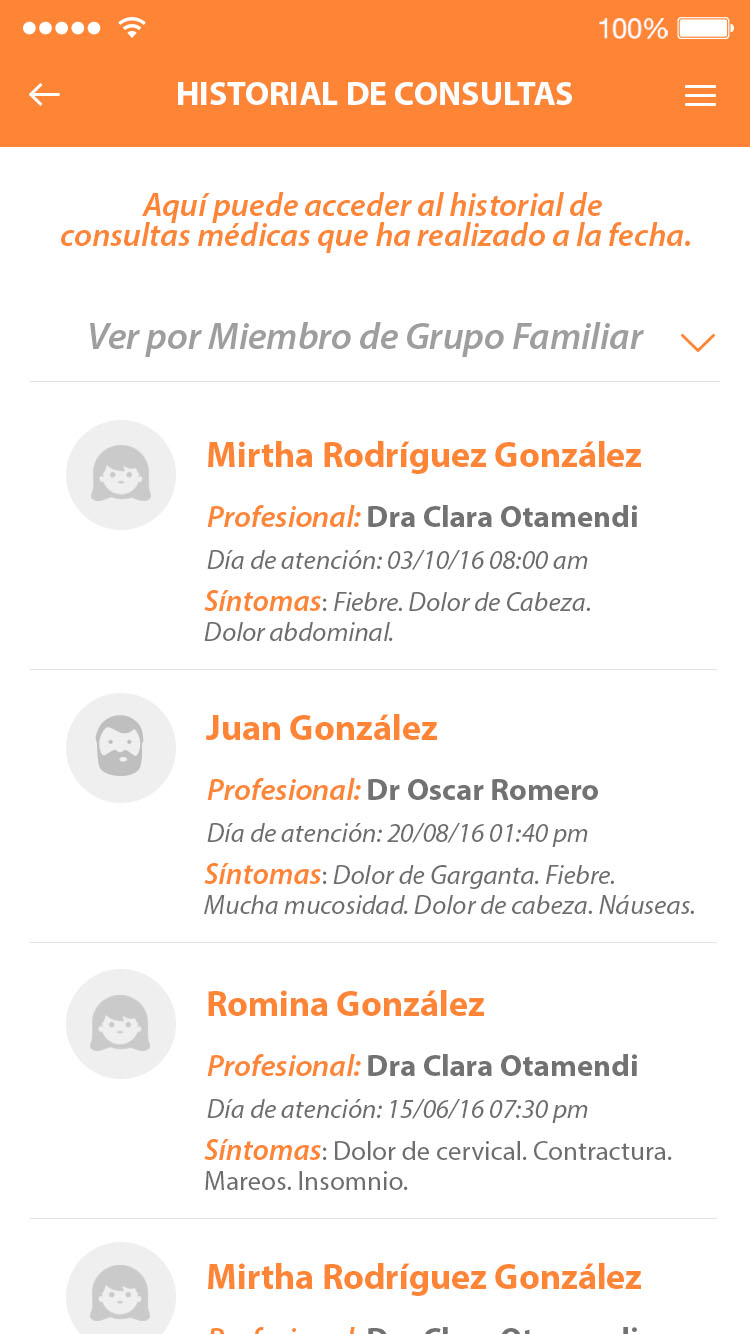 100%
HISTORIAL DE CONSULTAS
Aquí puede acceder al historial de
consultas médicas que ha realizado a la fecha.
Ver por Miembro de Grupo Familiar
Mirtha Rodríguez González
Profesional: Dra Clara Otamendi
Día de atención: 03/10/16 08:00 am
Síntomas: Fiebre. Dolor de Cabeza.
Dolor abdominal.
Juan González
Profesional: Dr Oscar Romero
Día de atención: 20/08/16 01:40 pm
Síntomas: Dolor de Garganta. Fiebre.
Mucha mucosidad. Dolor de cabeza. Náuseas.
Romina González
Profesional: Dra Clara Otamendi
Día de atención: 15/06/16 07:30 pm
Síntomas: Dolor de cervical. Contractura.
Mareos. Insomnio.
Mirtha Rodríguez González